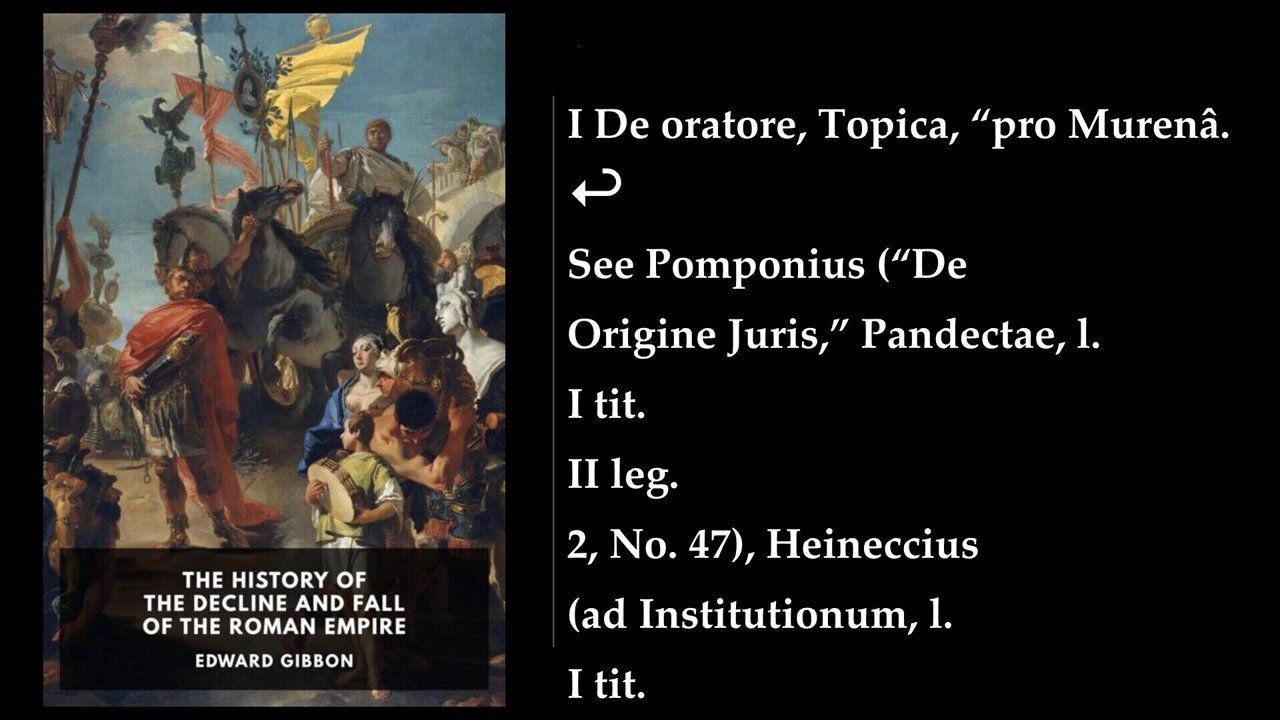 THE HISTORY OF
THE DECLINE AND FALL
OF THE ROMAN EMPIRE
EDWARD GIBBON
I De oratore, Topica, “pro Murenâ.
↩
See Pomponius (“De
Origine Juris,” Pandectae, l.
I tit.
II leg.
2, No. 47), Heineccius
(ad Institutionum, l.
I tit.